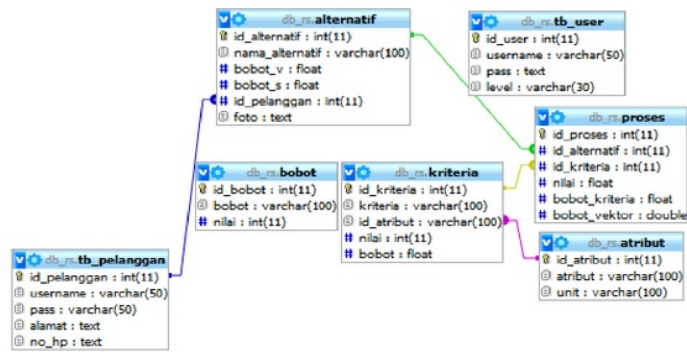 db_rs.alternatif
id_alternatif : int(11)
nama_alternatif : varchar(100)
bobot_v : float
bobot_s : float
id_pelanggan : int(11)
foto : text
db_rs.tb_user
id_user : int(11)
username : varchar(50)
pass : text
level : varchar(30)
db_rs.proses
id_proses : int(11)
id_alternatif : int(11)
id_kriteria : int(11)
nilai : float
bobot_kriteria : float
bobot_vektor : double
db_rs.bobot
id_bobot : int(11)
bobot : varchar(100)
nilai : int(11)
db_rs.kriteria
id_kriteria : int(11)
kriteria : varchar(100)
id_atribut : varchar(100)
nilai : int(11)
bobot : float
db_rs.atribut
id_atribut : int(11)
atribut : varchar(100)
unit : varchar(100)
db_rs.tb_pelanggan
id_pelanggan : int(11)
username : varchar(50)
pass : varchar(50)
alamat : text
no_hp : text